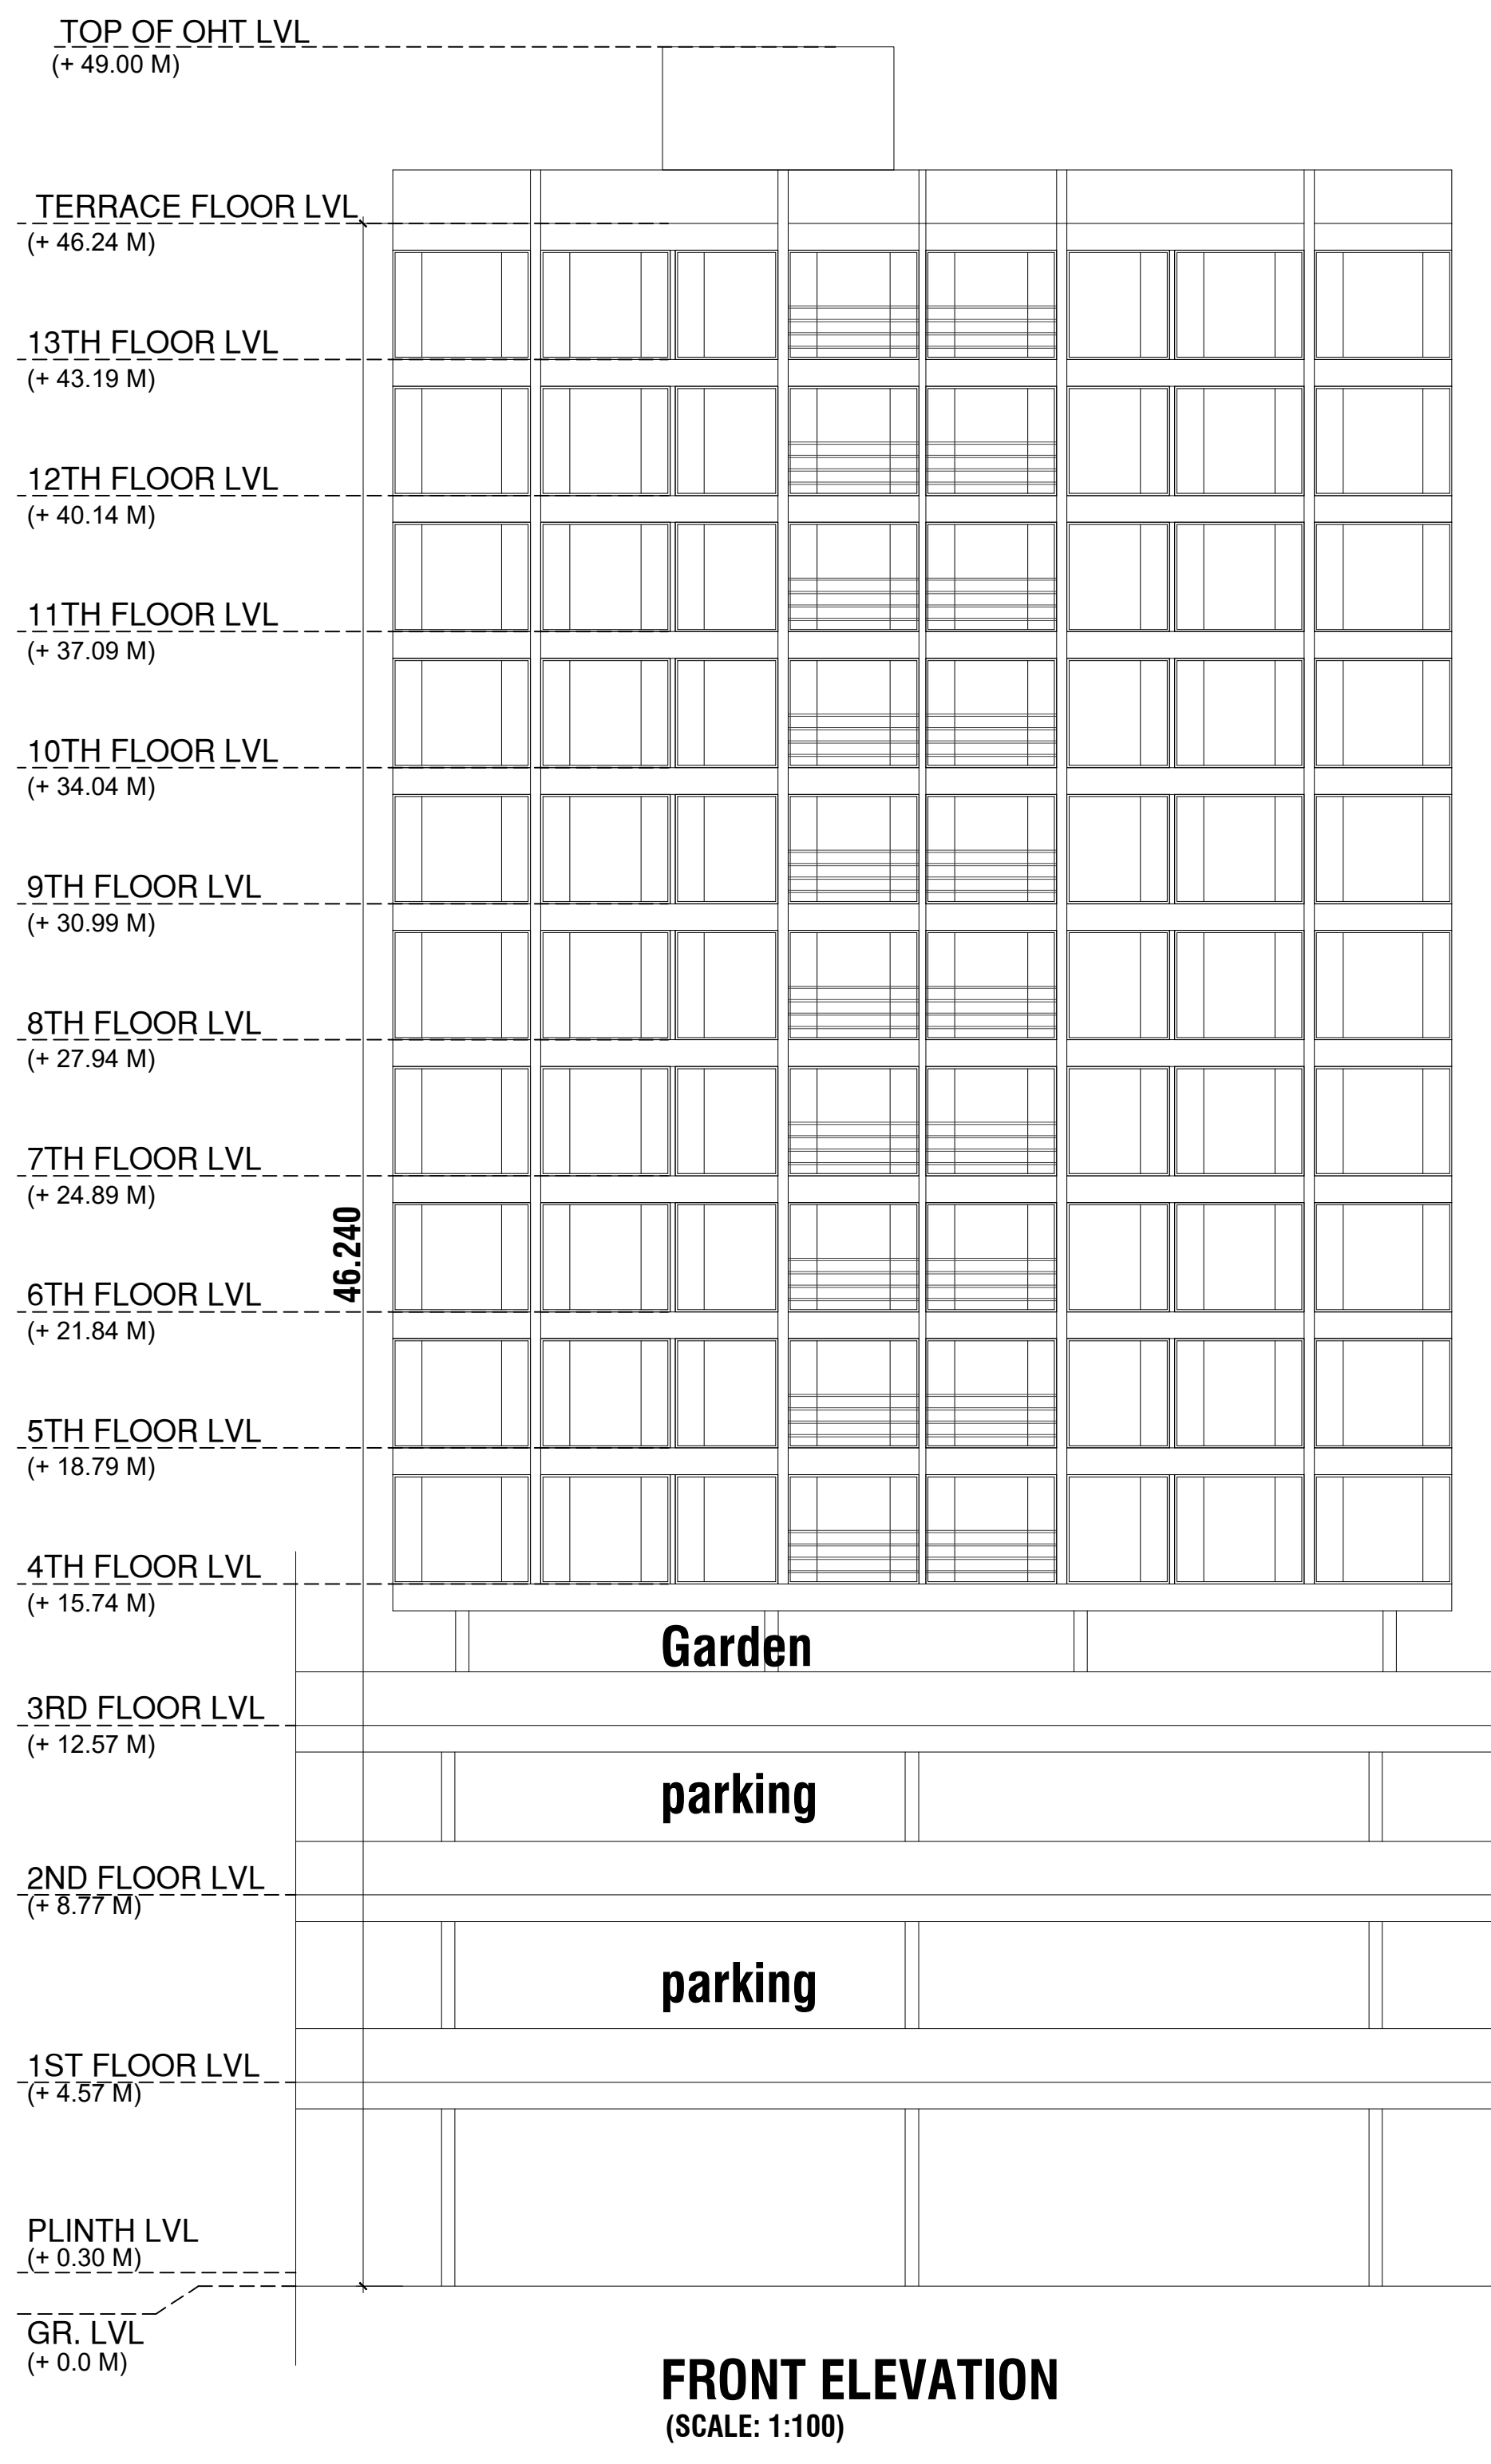 TOP OF OHT LVL
(+ 49.00 M)
TERRACE FLOOR LVL
(+ 46.24 M)
13TH FLOOR LVL
(+ 43.19 M)
12TH FLOOR LVL
(+ 40.14 M)
11TH FLOOR LVL
(+ 37.09 M)
10TH FLOOR LVL
(+ 34.04 M)
9TH FLOOR LVL
(+ 30.99 M)
8TH FLOOR LVL
(+ 27.94 M)
7TH FLOOR LVL
(+ 24.89 M)
46.240
6TH FLOOR LVL
(+ 21.84 M)
5TH FLOOR LVL
(+ 18.79 M)
4TH FLOOR LVL
(+ 15.74 M)
Garden
3RD FLOOR LVL
(+ 12.57 M)
parking
2ND FLOOR LVL
(+ 8.77 M)
parking
1ST FLOOR LVL
(+ 4.57 M)
PLINTH LVL
(+ 0.30 M)
GR. LVL
(+ 0.0 M)
FRONT ELEVATION
(SCALE: 1:100)